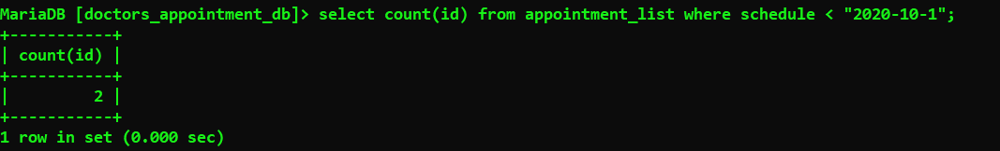 MariaDB [doctors_appointment_db]> select count(id) from appointment_list where schedule < "2020-10-1";
+-----------+
| count(id) |
+-----------+
|         2 |
+-----------+
1 row in set (0.000 sec)